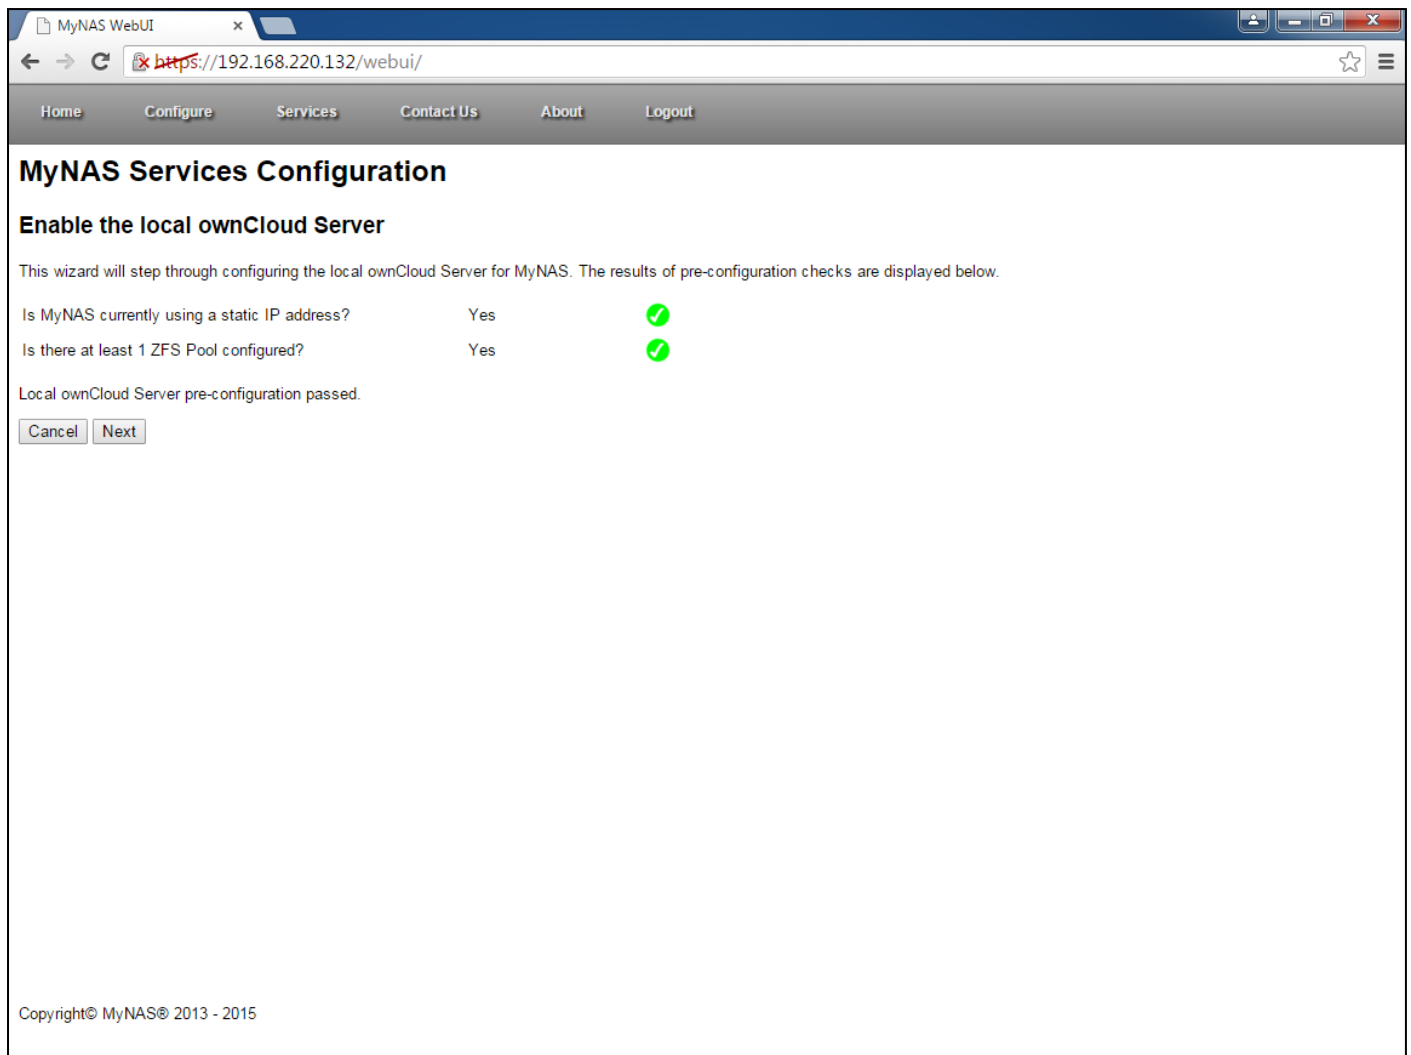 MyNAS WebUI
https://192.168.220.132/webui/
Home Configure Services Contact Us About Logout
MyNAS Services Configuration
Enable the local ownCloud Server
This wizard will step through configuring the local ownCloud Server for MyNAS. The results of pre-configuration checks are displayed below.
Is MyNAS currently using a static IP address? Yes
Is there at least 1 ZFS Pool configured? Yes
Local ownCloud Server pre-configuration passed.
Cancel Next
Copyright© MyNAS® 2013 - 2015